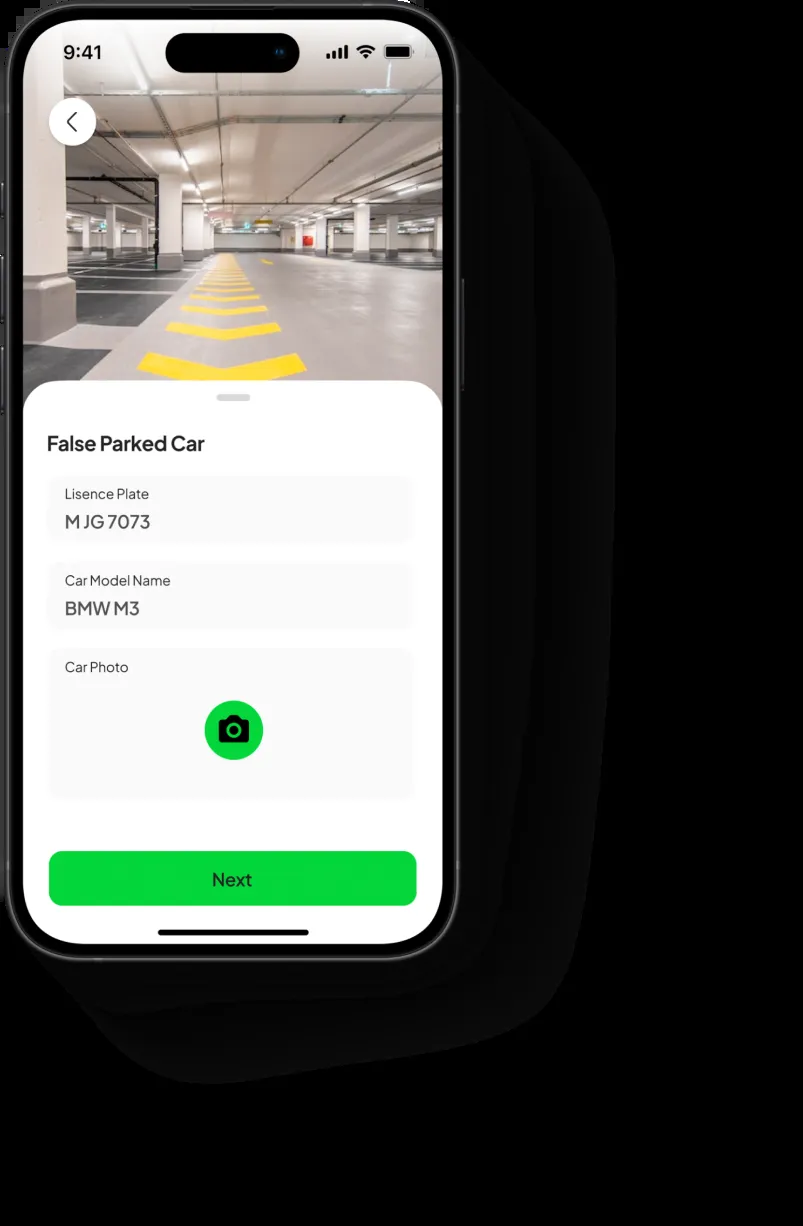 9:41
False Parked Car
Lisence Plate
M JG 7073
Car Model Name
BMW M3
Car Photo
Next